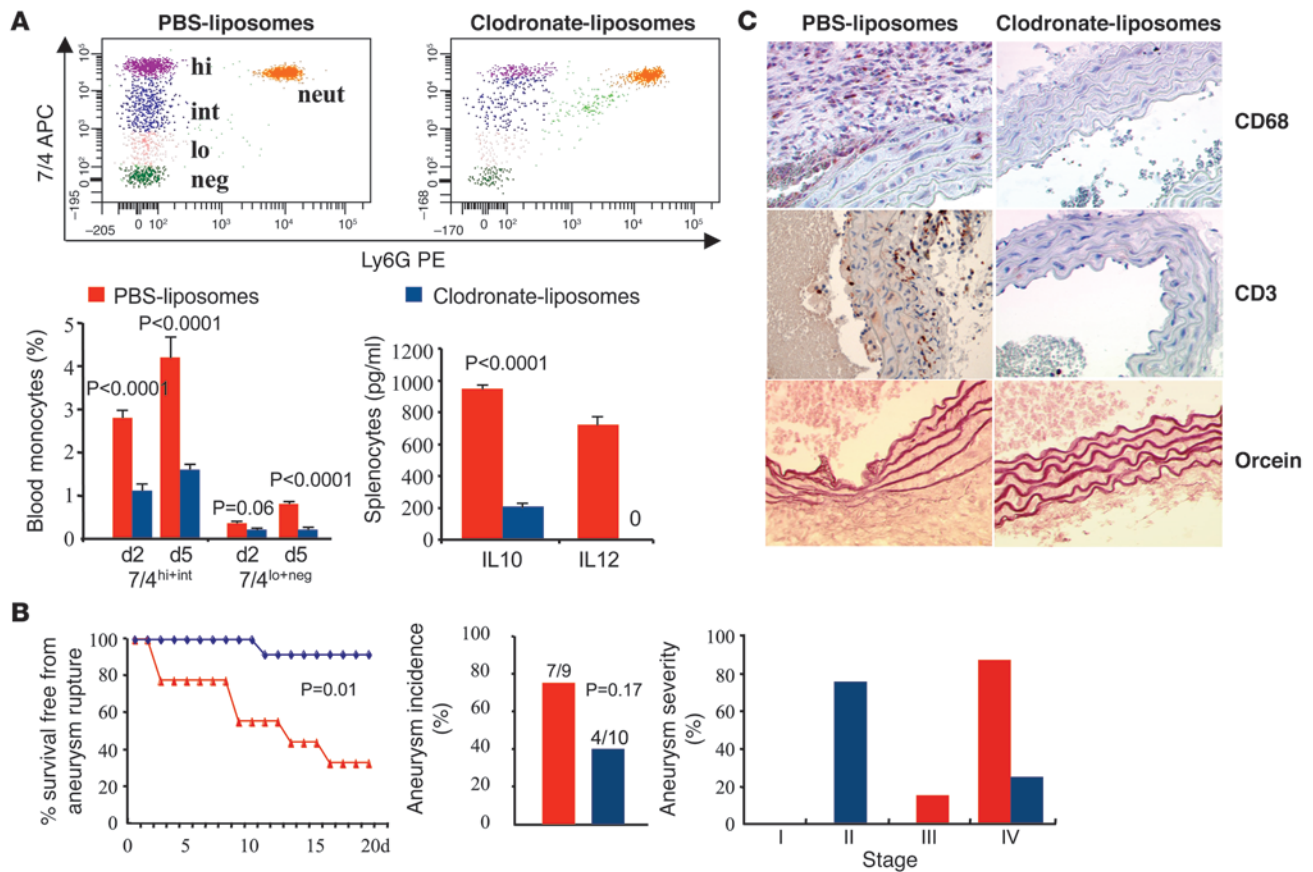 A
PBS-liposomes
Clodronate-liposomes
10⁵
10⁴
10³
10²
0
−195
hi
int
lo
neg
neut
7/4 APC
−205
0
10²
10³
10⁴
10⁵
10⁵
10⁴
10³
10²
0
−168
−170
0
10²
10³
10⁴
10⁵
Ly6G PE
PBS-liposomes
Clodronate-liposomes
Blood monocytes (%)
5
4
3
2
1
0
P<0.0001
P<0.0001
P=0.06
P<0.0001
d2
d5
d2
d5
7/4ʰⁱ⁺ⁱⁿᵗ
7/4ˡᵒ⁺ⁿᵉᵍ
Splenocytes (pg/ml)
1200
1000
800
600
400
200
0
P<0.0001
0
IL10
IL12
B
% survival free from
aneurysm rupture
100
80
60
40
20
0
P=0.01
0
5
10
15
20d
Aneurysm incidence
(%)
100
80
60
40
20
0
7/9
P=0.17
4/10
Aneurysm severity
(%)
100
80
60
40
20
0
I
II
III
IV
Stage
C
PBS-liposomes
Clodronate-liposomes
CD68
CD3
Orcein